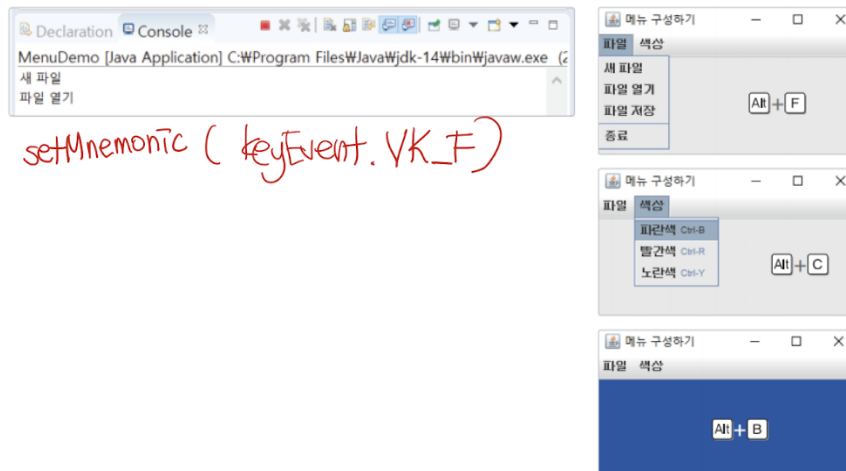 Declaration Console
MenuDemo [Java Application] C:₩Program Files₩Java₩jdk-14₩bin₩javaw.exe (2
새 파일
파일 열기
setMnemonic ( keyEvent. VK_F)
메뉴 구성하기
파일 색상
새 파일
파일 열기
파일 저장
종료
Alt + F
메뉴 구성하기
파일 색상
파란색 Ctrl-B
빨간색 Ctrl-R
노란색 Ctrl-Y
Alt + C
메뉴 구성하기
파일 색상
Alt + B